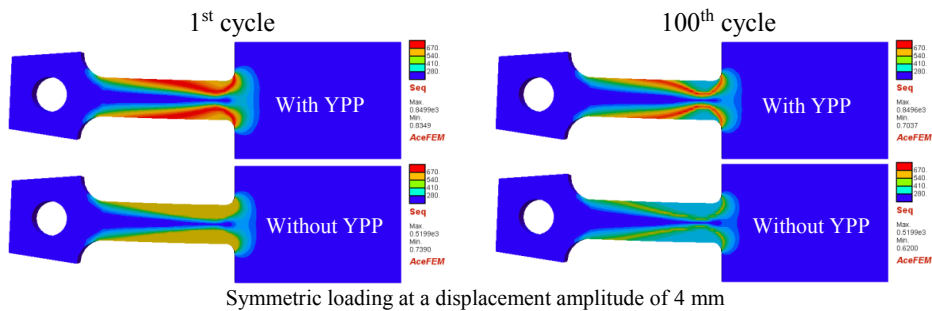 1st cycle
100th cycle
670.
540.
410.
280.
Seq
Max.
0.8499e3
Min.
0.8349
AceFEM
With YPP
670.
540.
410.
280.
Seq
Max.
0.8496e3
Min.
0.7037
AceFEM
With YPP
670.
540.
410.
280.
Seq
Max.
0.5199e3
Min.
0.7390
AceFEM
Without YPP
670.
540.
410.
280.
Seq
Max.
0.5199e3
Min.
0.6200
AceFEM
Without YPP
Symmetric loading at a displacement amplitude of 4 mm